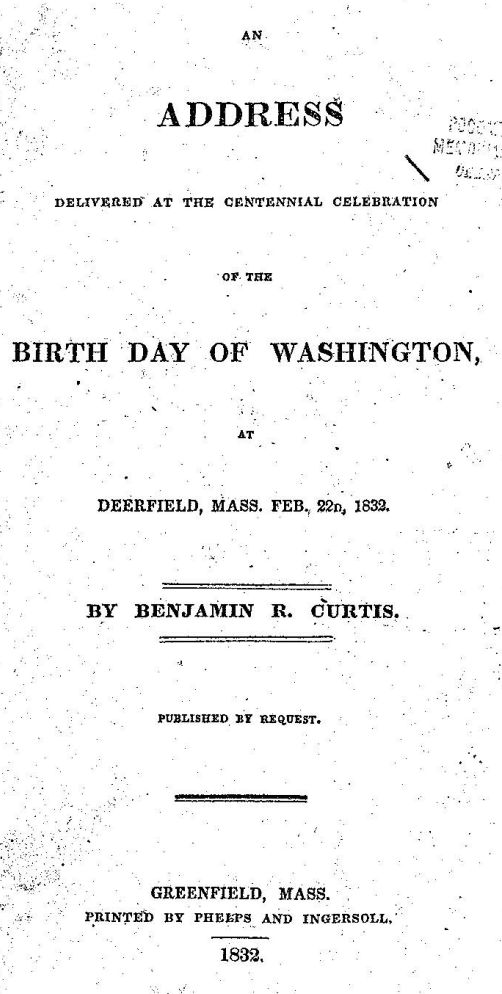 AN
ADDRESS
DELIVERED AT THE CENTENNIAL CELEBRATION
OF THE
BIRTH DAY OF WASHINGTON,
AT
DEERFIELD, MASS. FEB., 22D, 1832.
BY BENJAMIN R. CURTIS.
PUBLISHED BY REQUEST.
GREENFIELD, MASS.
PRINTED BY PHELPS AND INGERSOLL.
1832.